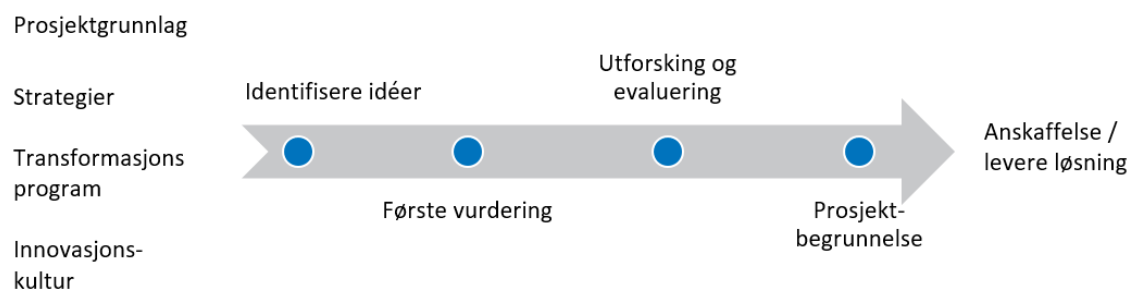 Prosjektgrunnlag
Strategier
Transformasjons
program
Innovasjons-
kultur
Identifisere idéer
Første vurdering
Utforsking og
evaluering
Prosjekt-
begrunnelse
Anskaffelse /
levere løsning